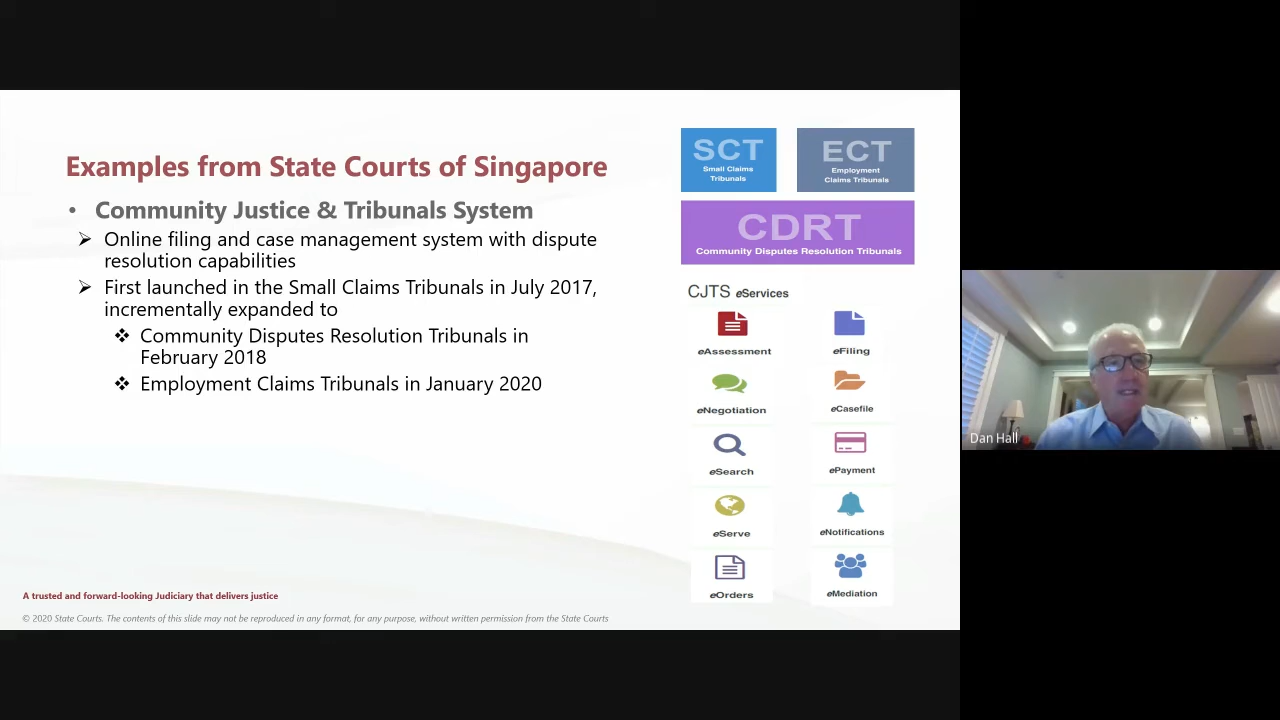 Examples from State Courts of Singapore
• Community Justice & Tribunals System
➢ Online filing and case management system with dispute
resolution capabilities
➢ First launched in the Small Claims Tribunals in July 2017,
incrementally expanded to
❖ Community Disputes Resolution Tribunals in
February 2018
❖ Employment Claims Tribunals in January 2020
SCT
Small Claims
Tribunals
ECT
Employment
Claims Tribunals
CDRT
Community Disputes Resolution Tribunals
CJTS eServices
eAssessment
eFiling
eNegotiation
eCasefile
eSearch
ePayment
eServe
eNotifications
eOrders
eMediation
A trusted and forward-looking Judiciary that delivers justice
© 2020 State Courts. The contents of this slide may not be reproduced in any format, for any purpose, without written permission from the State Courts
Dan Hall